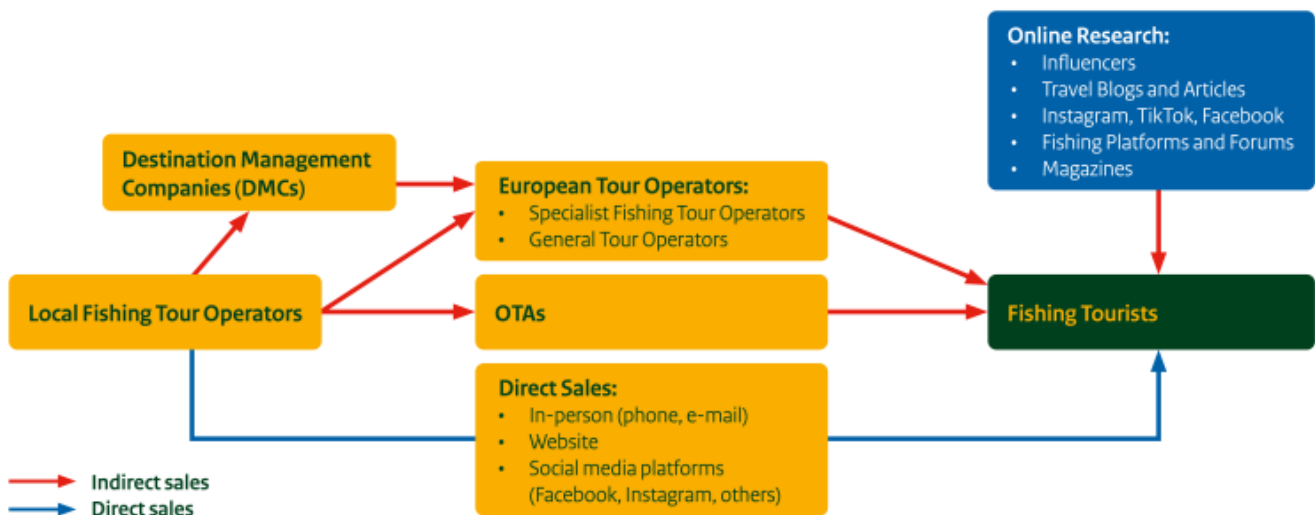 Online Research:
• Influencers
• Travel Blogs and Articles
• Instagram, TikTok, Facebook
• Fishing Platforms and Forums
• Magazines
Destination Management
Companies (DMCs)
European Tour Operators:
• Specialist Fishing Tour Operators
• General Tour Operators
Local Fishing Tour Operators
OTAs
Fishing Tourists
Direct Sales:
• In-person (phone, e-mail)
• Website
• Social media platforms
(Facebook, Instagram, others)
Indirect sales
Direct sales